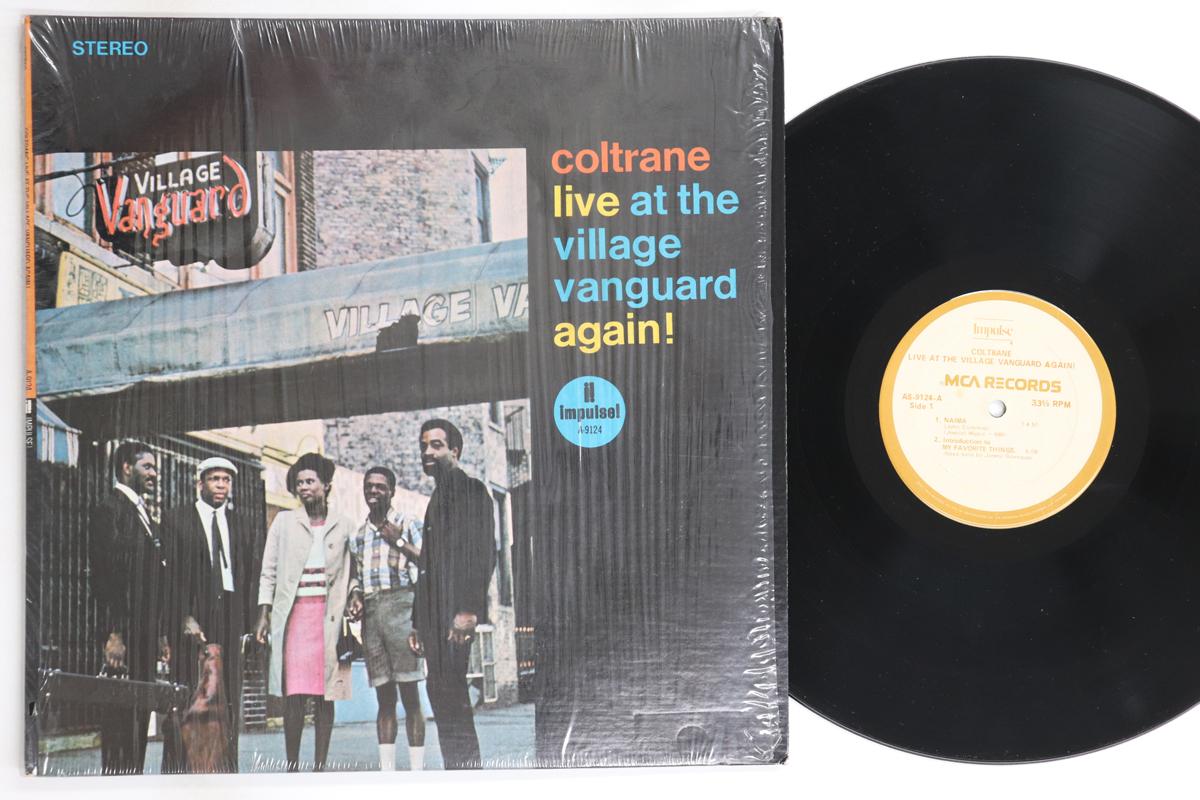 STEREO
VILLAGE
Vanguard
VILLAGE VA
coltrane
live at the
village
vanguard
again!
impulse!
A-9124
Impulse
COLTRANE
LIVE AT THE VILLAGE VANGUARD AGAIN!
MCA RECORDS
AS-9124-A
Side 1
33⅓ RPM
1. NAIMA
2. Introduction to
MY FAVORITE THINGS